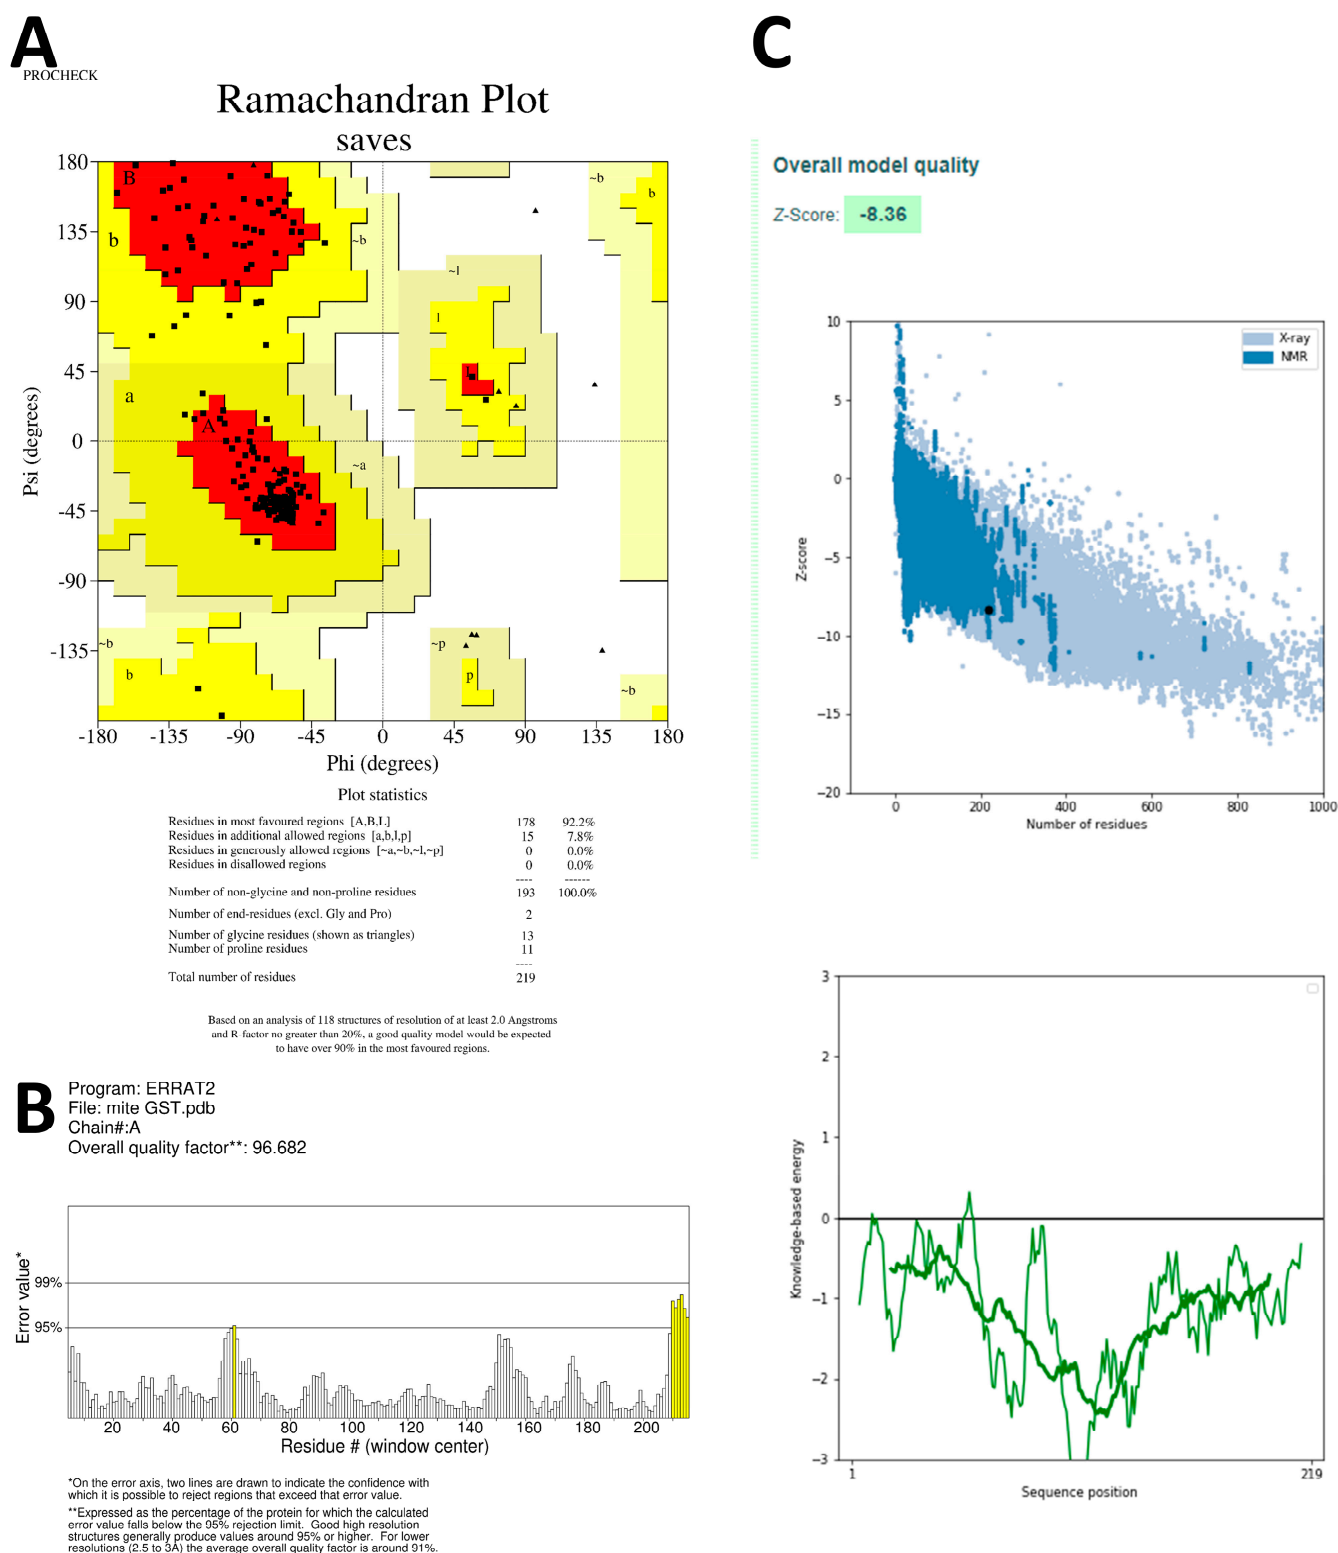 A
PROCHECK
Ramachandran Plot
saves
180
135
90
45
0
-45
-90
-135
Psi (degrees)
B
b
~b
~b
b
~l
l
l
a
A
~a
~b
b
~p
p
~b
-180 -135 -90 -45 0 45 90 135 180
Phi (degrees)
Plot statistics
Residues in most favoured regions [A,B,L] 178 92.2%
Residues in additional allowed regions [a,b,l,p] 15 7.8%
Residues in generously allowed regions [~a,~b,~l,~p] 0 0.0%
Residues in disallowed regions 0 0.0%
---- ------
Number of non-glycine and non-proline residues 193 100.0%
Number of end-residues (excl. Gly and Pro) 2
Number of glycine residues (shown as triangles) 13
Number of proline residues 11
----
Total number of residues 219
Based on an analysis of 118 structures of resolution of at least 2.0 Angstroms
and R factor no greater than 20%, a good quality model would be expected
to have over 90% in the most favoured regions.
B
Program: ERRAT2
File: mite GST.pdb
Chain#:A
Overall quality factor**: 96.682
Error value*
99%
95%
20 40 60 80 100 120 140 160 180 200
Residue # (window center)
*On the error axis, two lines are drawn to indicate the confidence with
which it is possible to reject regions that exceed that error value.
**Expressed as the percentage of the protein for which the calculated
error value falls below the 95% rejection limit. Good high resolution
structures generally produce values around 95% or higher. For lower
resolutions (2.5 to 3A) the average overall quality factor is around 91%.
C
Overall model quality
Z-Score: -8.36
X-ray
NMR
10
5
0
−5
−10
−15
−20
Z-score
0 200 400 600 800 1000
Number of residues
3
2
1
0
−1
−2
−3
Knowledge-based energy
1 219
Sequence position